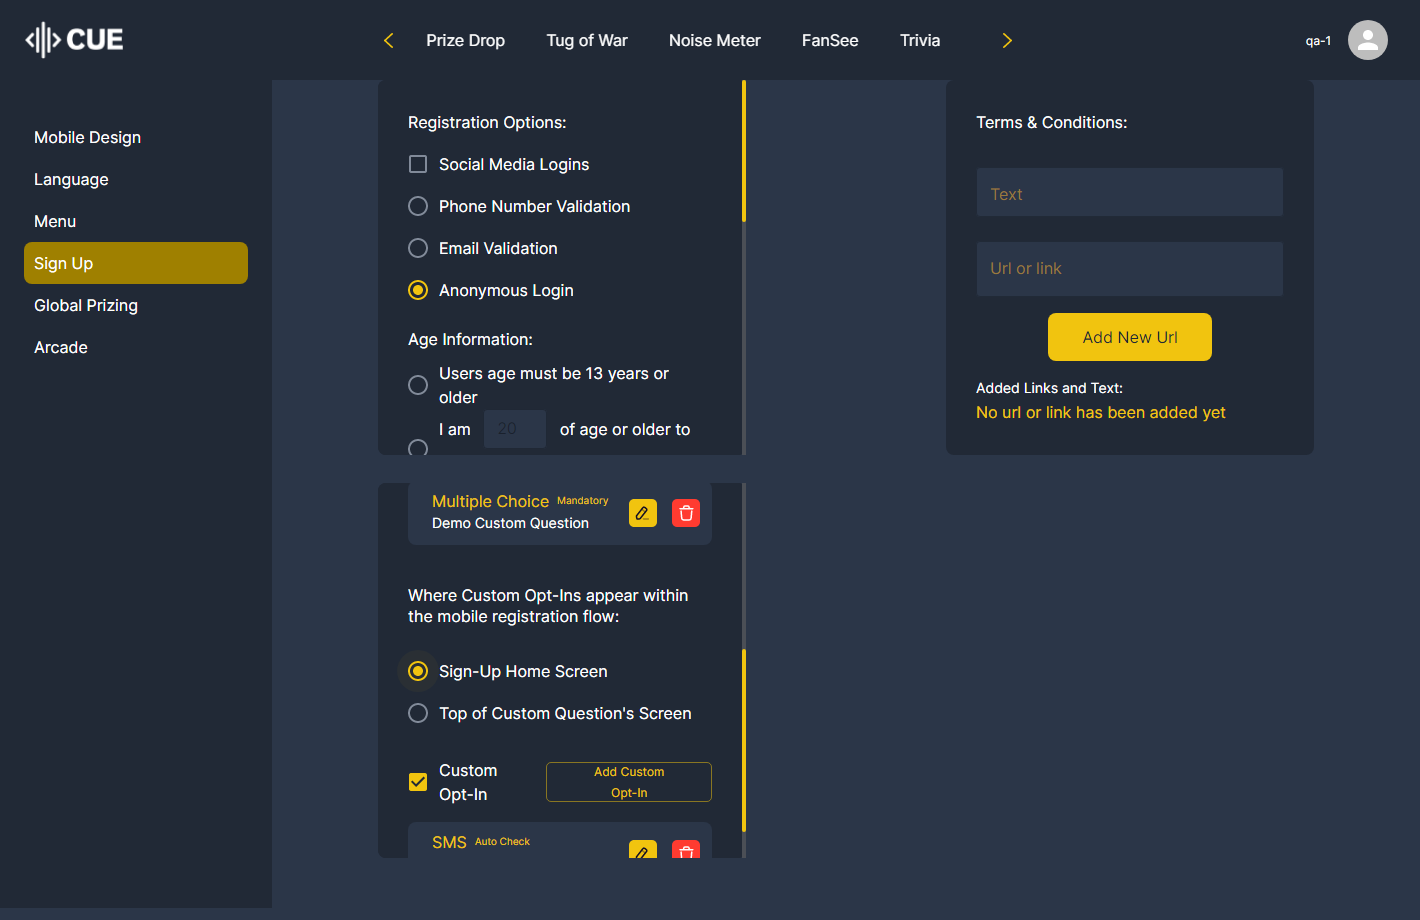 CUE
Prize Drop
Tug of War
Noise Meter
FanSee
Trivia
qa-1
Mobile Design
Language
Menu
Sign Up
Global Prizing
Arcade
Registration Options:
Social Media Logins
Phone Number Validation
Email Validation
Anonymous Login
Age Information:
Users age must be 13 years or
older
I am 20 of age or older to
Multiple Choice Mandatory
Demo Custom Question
Where Custom Opt-Ins appear within
the mobile registration flow:
Sign-Up Home Screen
Top of Custom Question's Screen
Custom
Opt-In
Add Custom
Opt-In
SMS Auto Check
Terms & Conditions:
Text
Url or link
Add New Url
Added Links and Text:
No url or link has been added yet